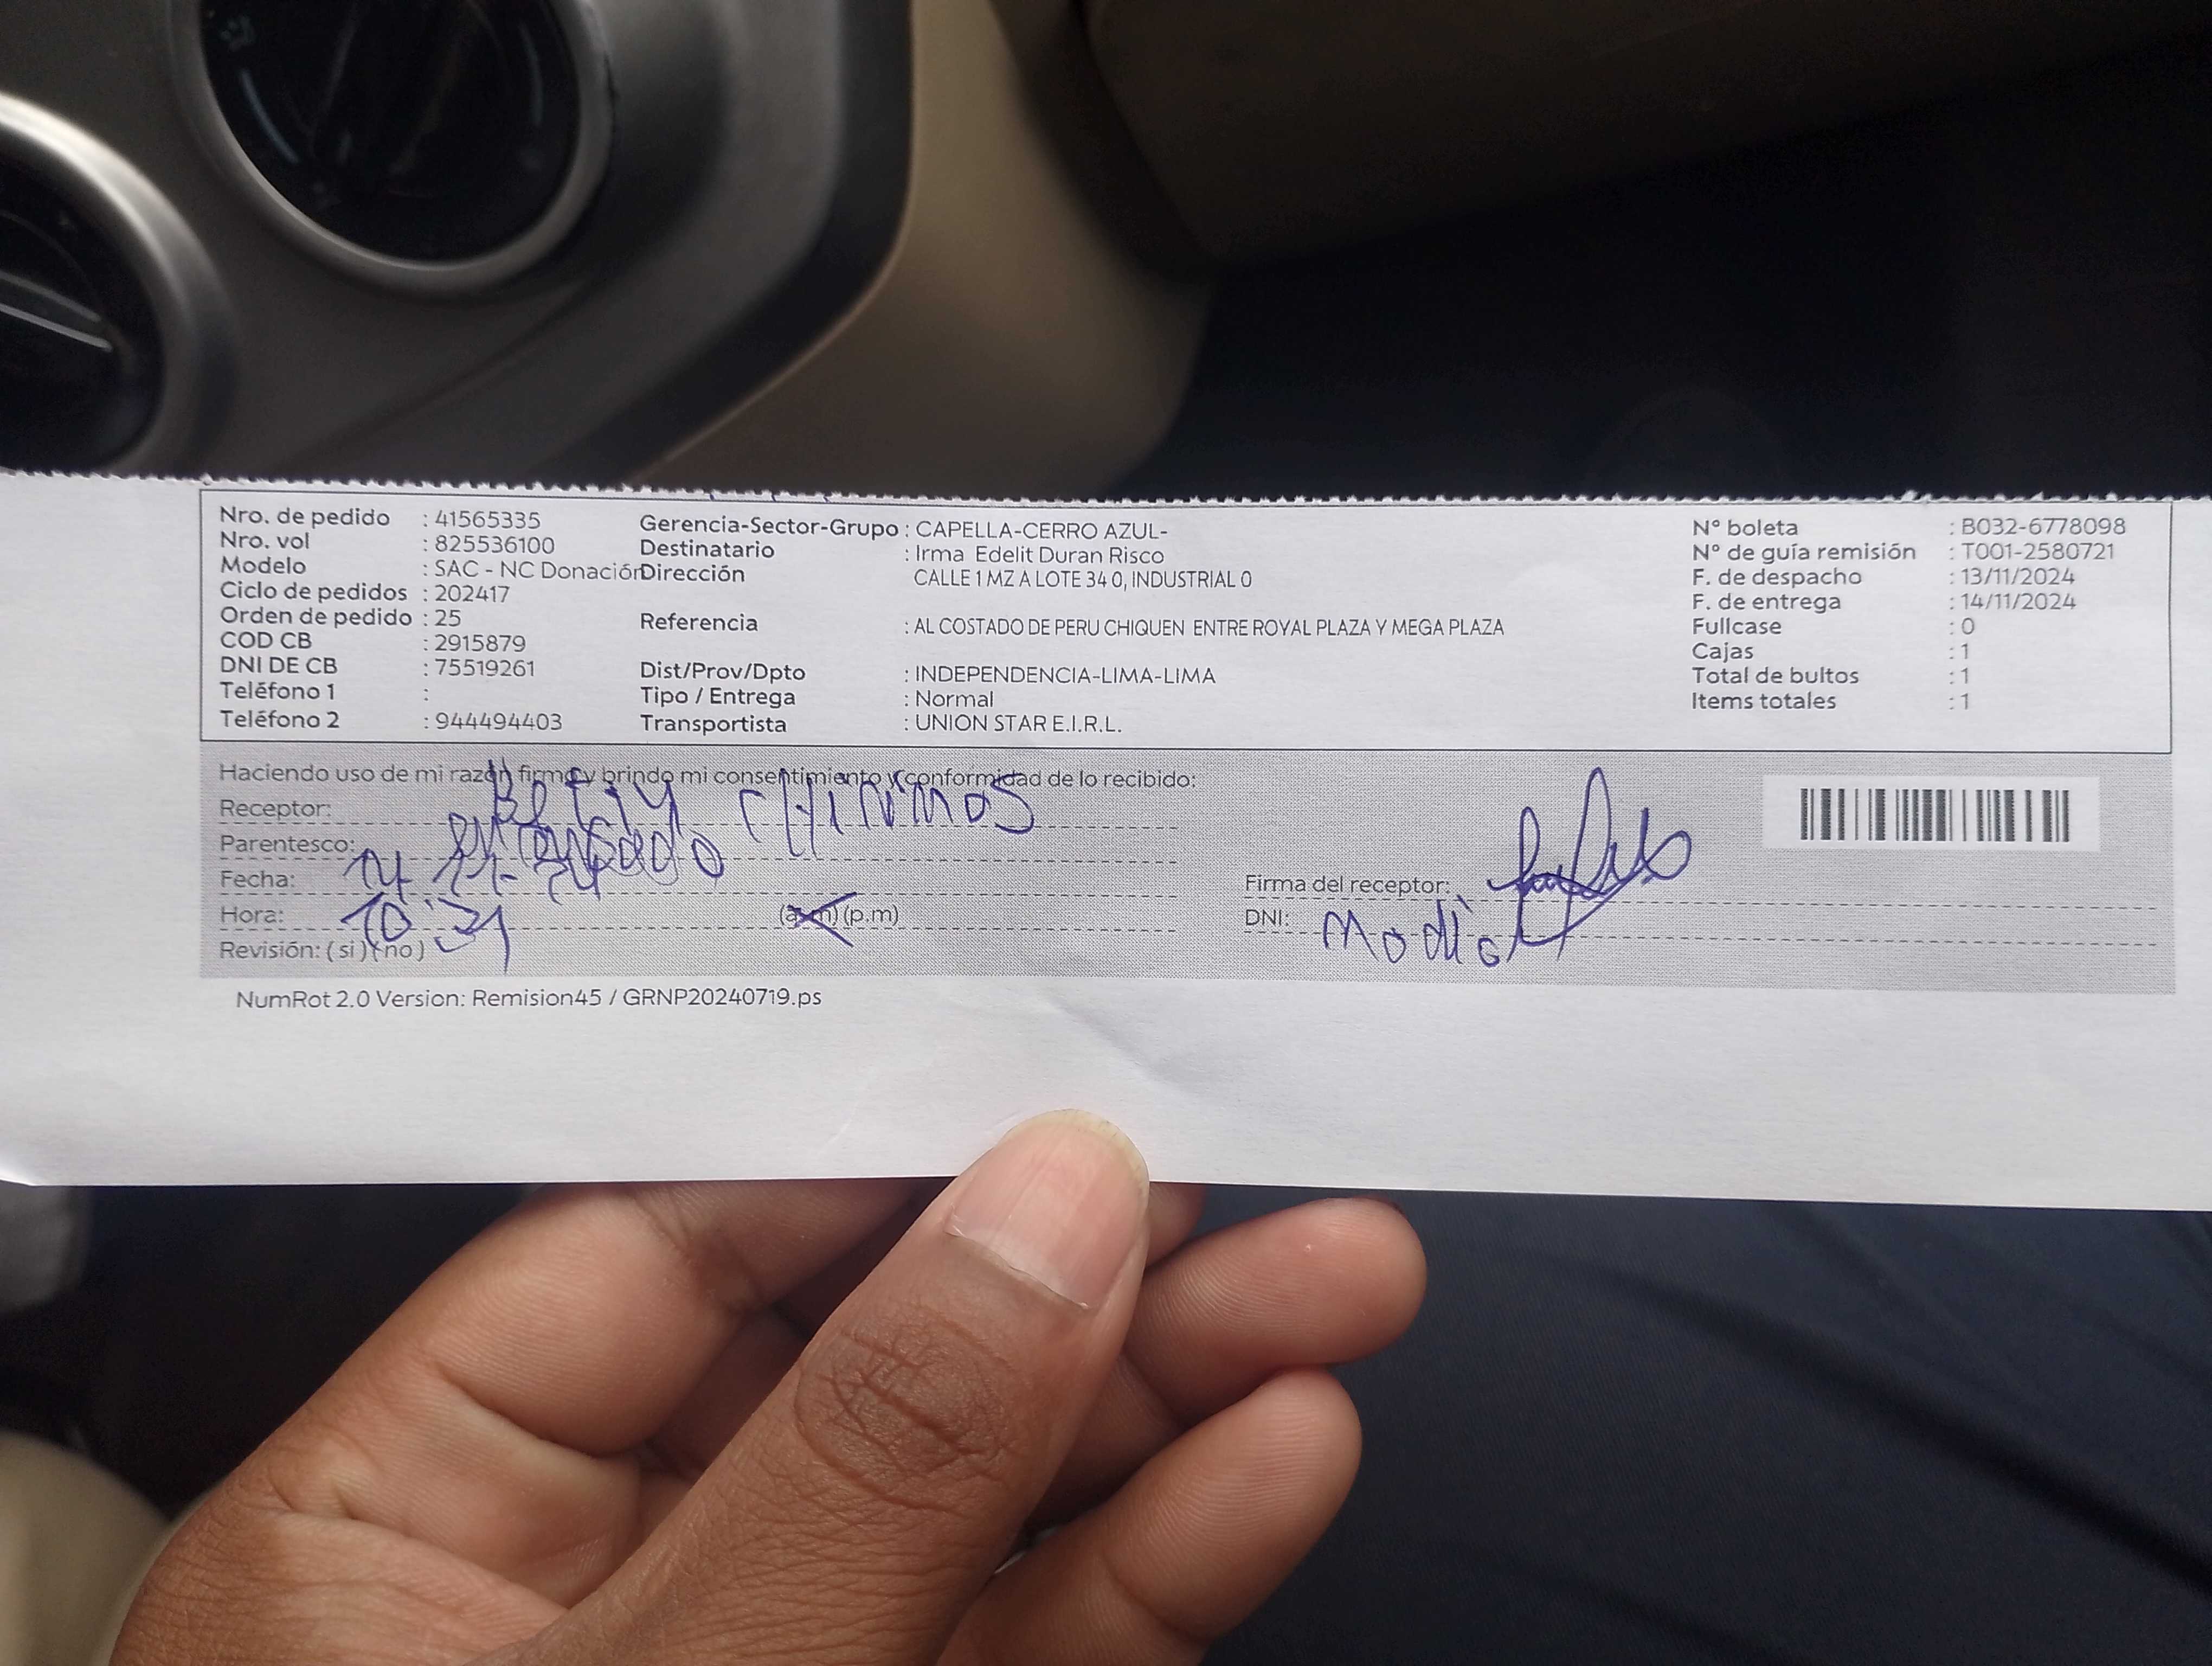 Nro. de pedido : 41565335
Nro. vol : 825536100
Modelo : SAC - NC Donación
Ciclo de pedidos : 202417
Orden de pedido : 25
COD CB : 2915879
DNI DE CB : 75519261
Teléfono 1 :
Teléfono 2 : 944494403
Gerencia-Sector-Grupo : CAPELLA-CERRO AZUL-
Destinatario : Irma Edelit Duran Risco
Dirección CALLE 1 MZ A LOTE 34 0, INDUSTRIAL 0
Referencia : AL COSTADO DE PERU CHIQUEN ENTRE ROYAL PLAZA Y MEGA PLAZA
Dist/Prov/Dpto : INDEPENDENCIA-LIMA-LIMA
Tipo / Entrega : Normal
Transportista : UNION STAR E.I.R.L.
N° boleta : B032-6778098
N° de guía remisión : T001-2580721
F. de despacho : 13/11/2024
F. de entrega : 14/11/2024
Fullcase : 0
Cajas : 1
Total de bultos : 1
Items totales : 1
Haciendo uso de mi razón firmo y brindo mi consentimiento y conformidad de lo recibido:
Receptor: Betty
Parentesco: encargado
Fecha: 14 11- 24
Hora: 10:21 (a.m) (p.m)
Revisión: ( si ) ( no )
Firma del receptor:
DNI:
NumRot 2.0 Version: Remision45 / GRNP20240719.ps